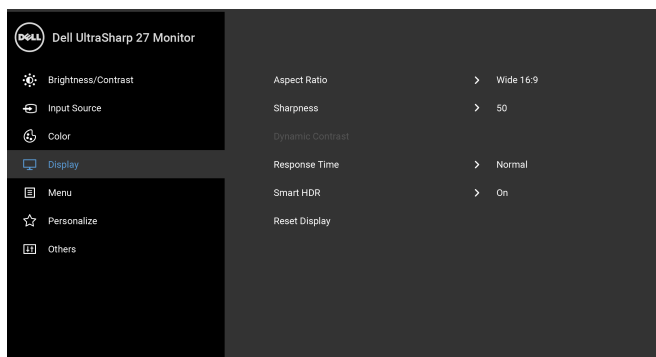 DELL Dell UltraSharp 27 Monitor
Brightness/Contrast
Input Source
Color
Display
Menu
Personalize
Others
Aspect Ratio > Wide 16:9
Sharpness > 50
Dynamic Contrast
Response Time > Normal
Smart HDR > On
Reset Display